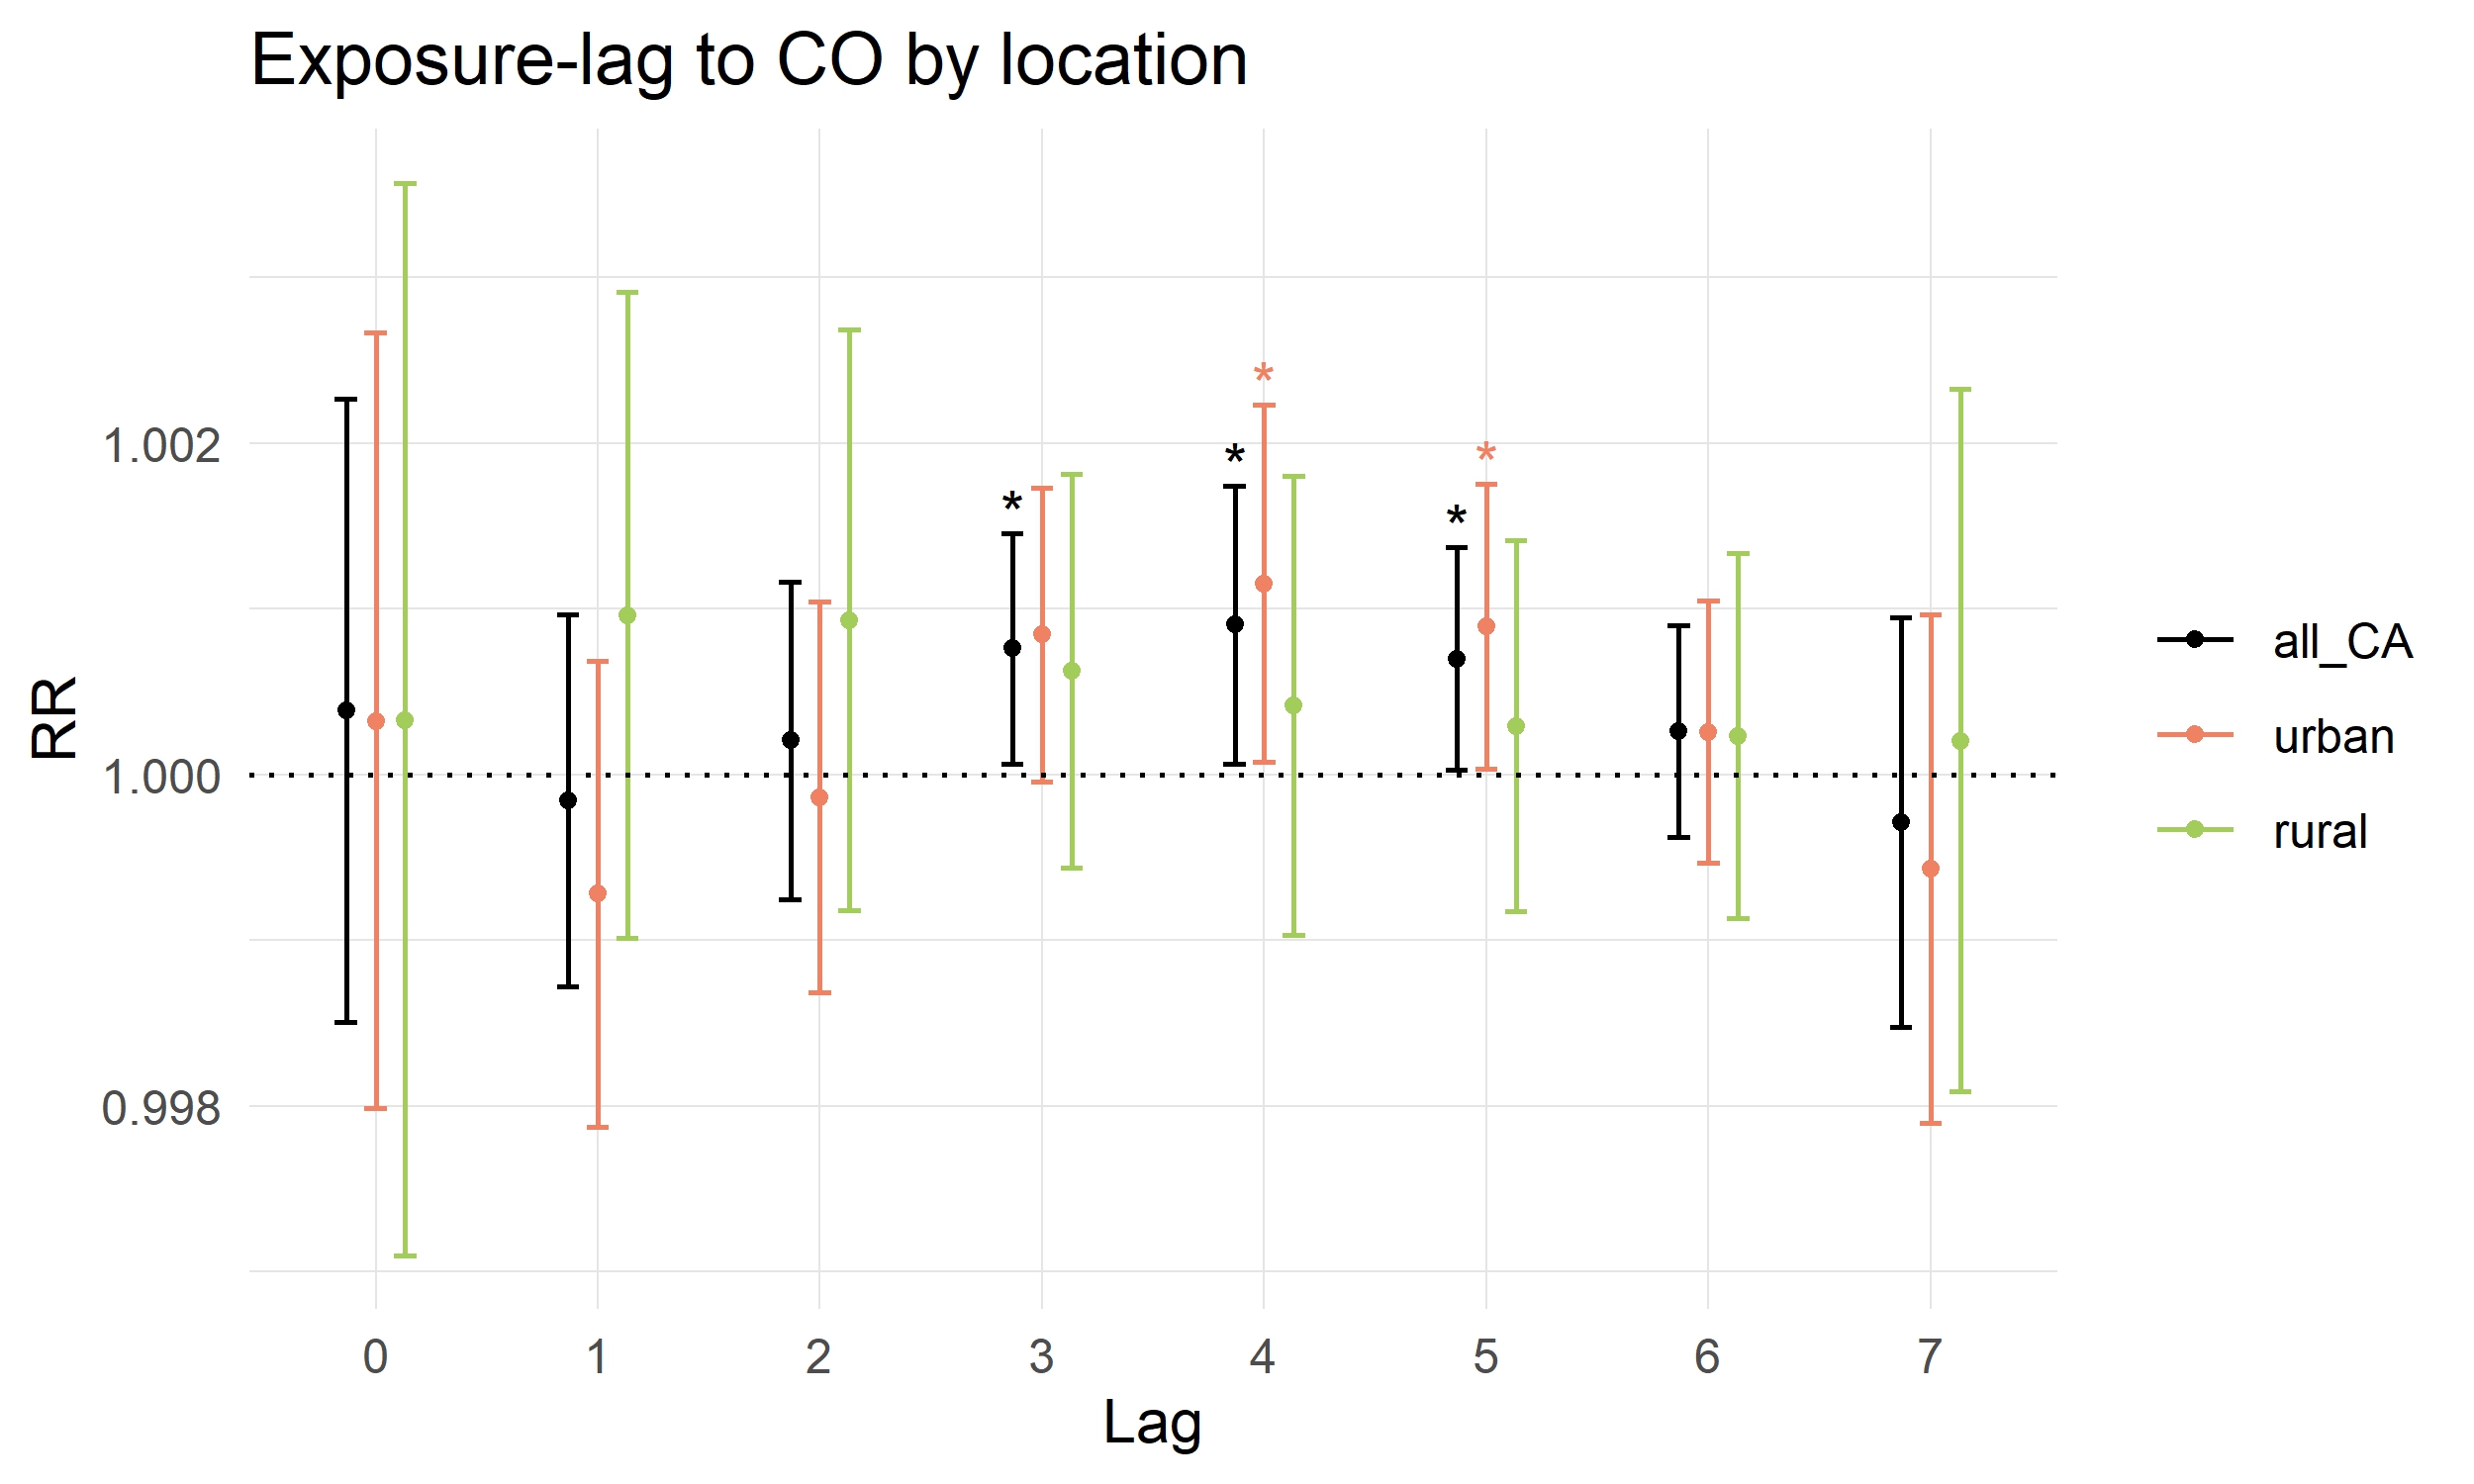 Exposure-lag to CO by location
*
*
*
*
*
1.002
1.000
0.998
RR
0 1 2 3 4 5 6 7
Lag
all_CA
urban
rural